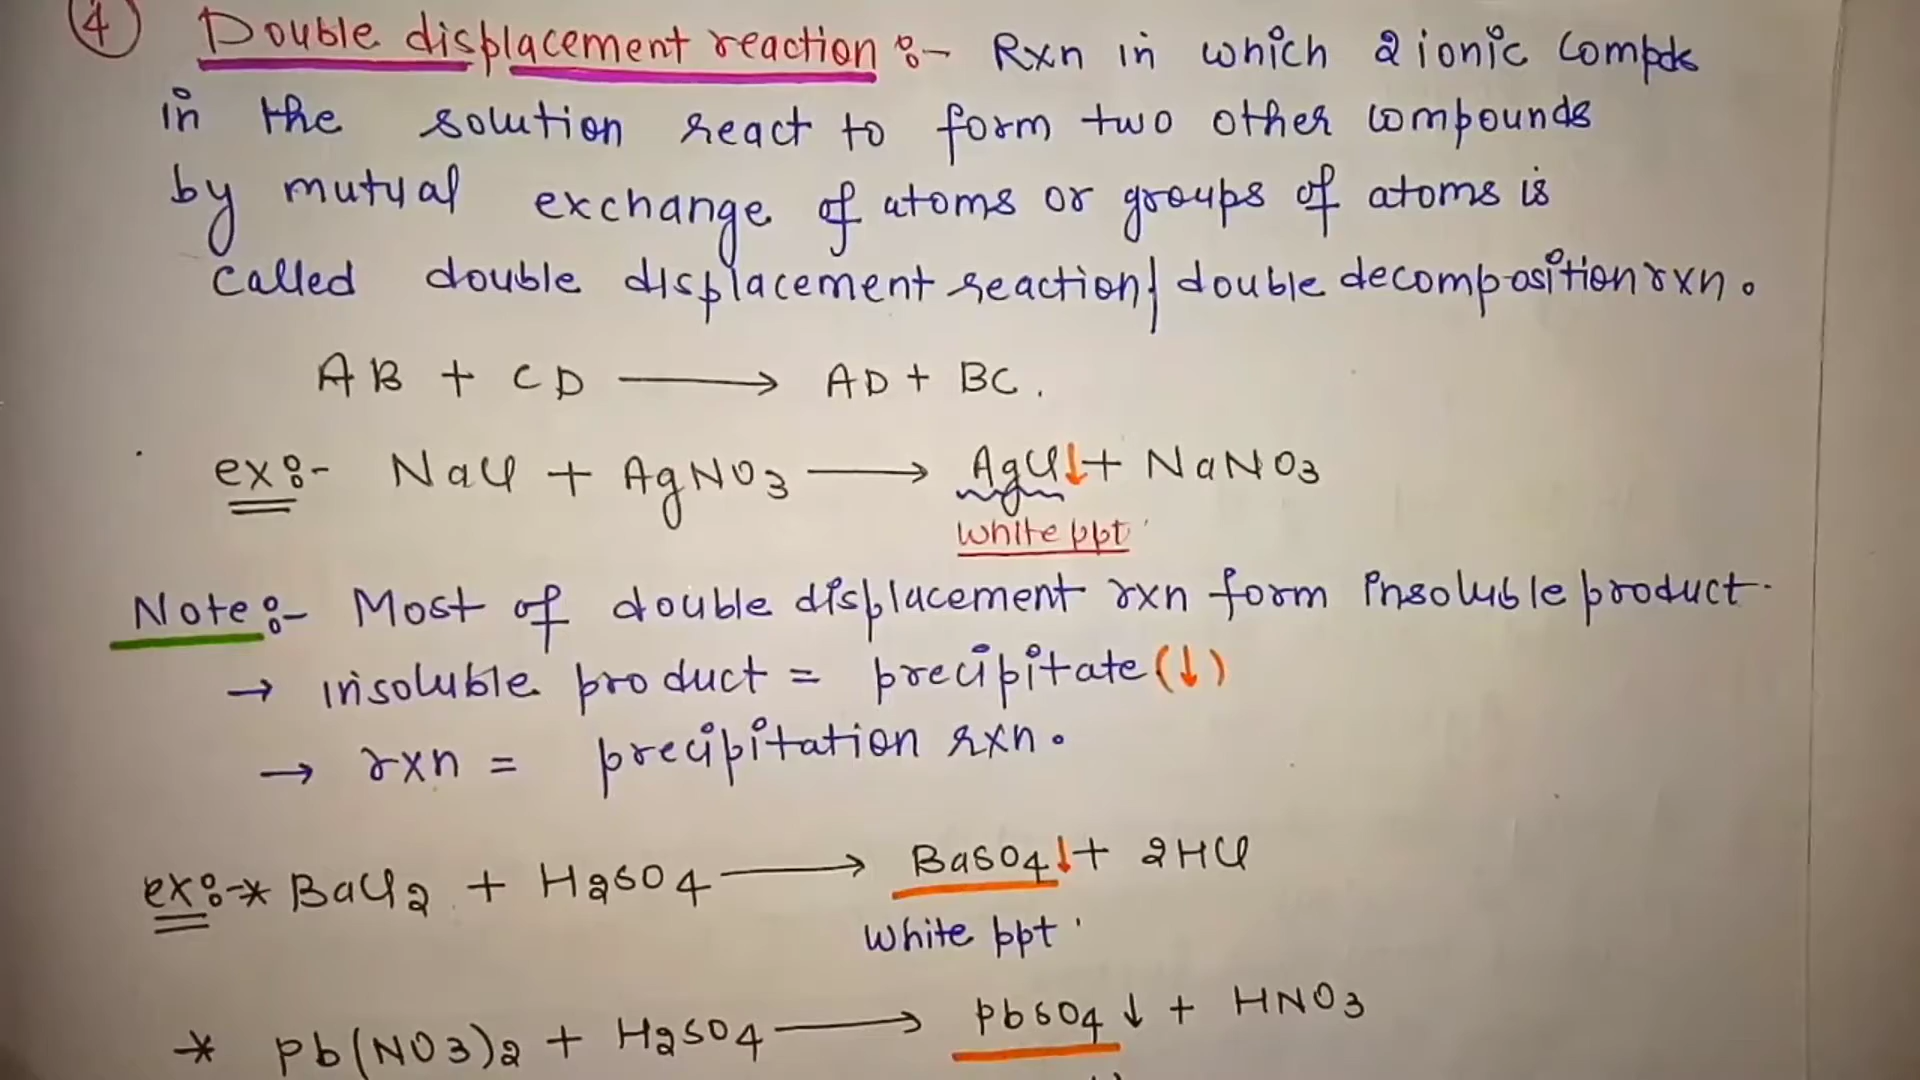 ④ Double displacement reaction :- Rxn in which 2 ionic compds
in the solution react to form two other compounds
by mutual exchange of atoms or groups of atoms is
called double displacement reaction / double decomposition rxn.
AB + CD ⟶ AD + BC.
ex:- NaCl + AgNO3 ⟶ AgCl↓ + NaNO3
white ppt
Note:- Most of double displacement rxn form insoluble product.
→ insoluble product = precipitate (↓)
→ rxn = precipitation rxn.
ex:-* BaCl2 + H2SO4 ⟶ BaSO4↓ + 2HCl
white ppt
* Pb(NO3)2 + H2SO4 ⟶ PbSO4↓ + HNO3